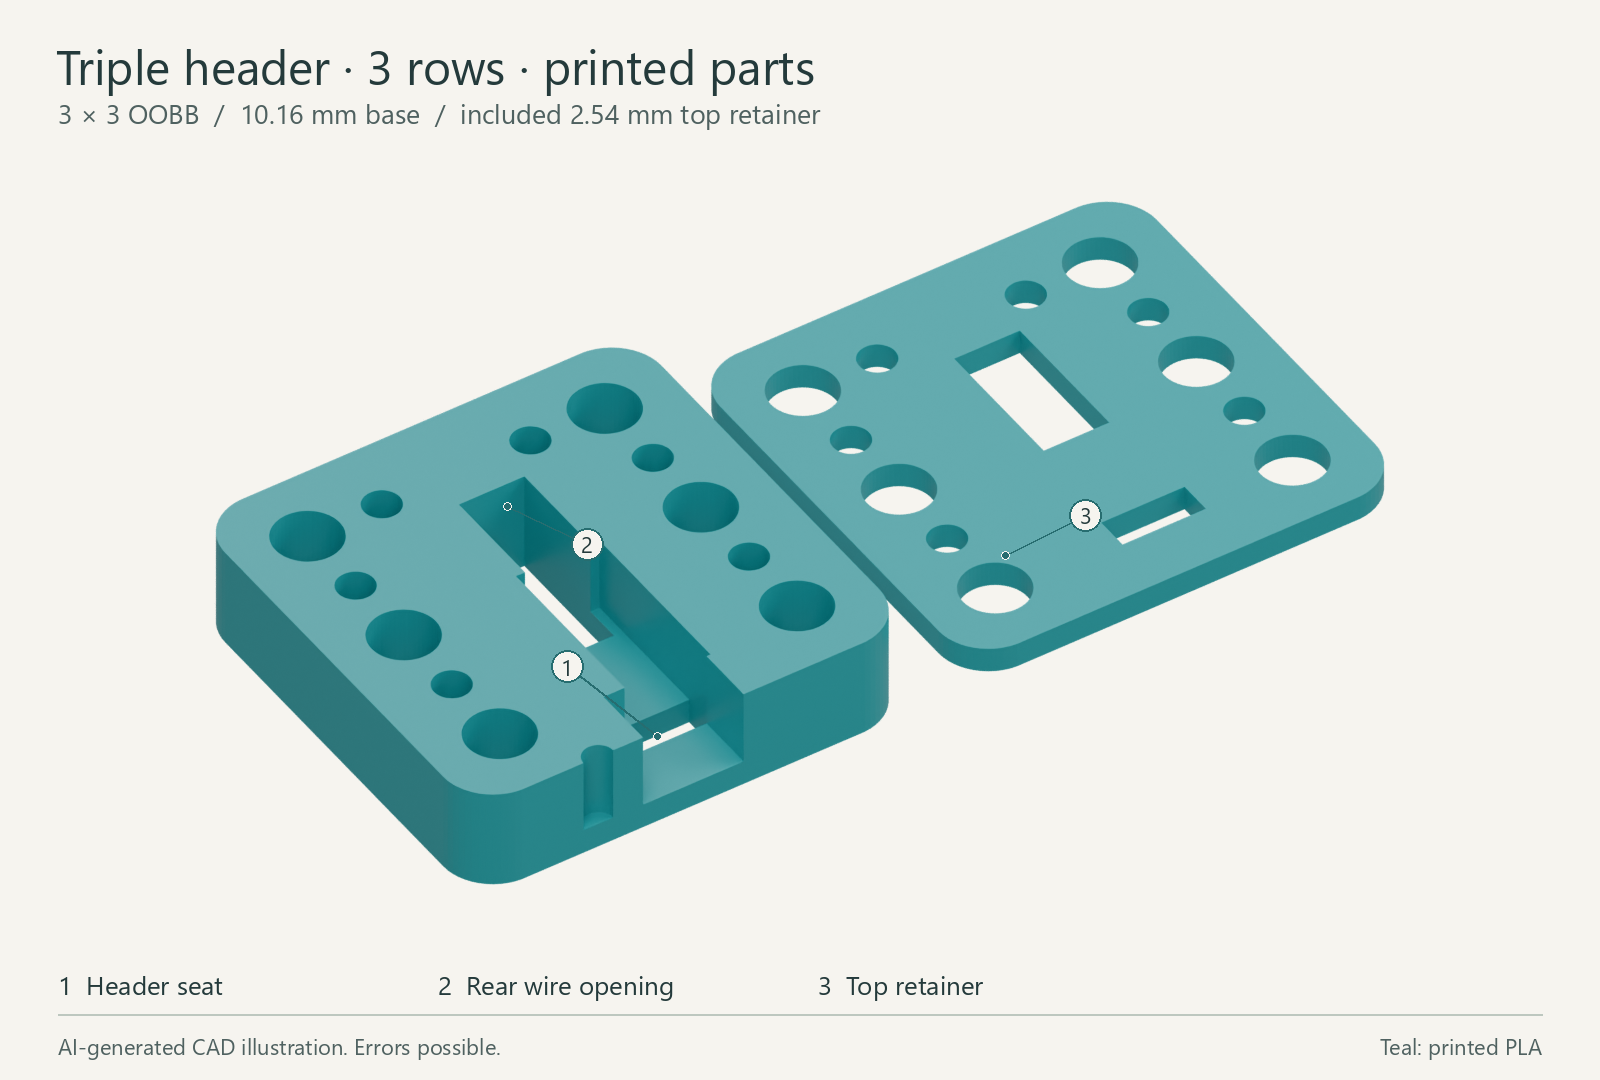 Triple header · 3 rows · printed parts
3 × 3 OOBB / 10.16 mm base / included 2.54 mm top retainer
3
2
1
1 Header seat
2 Rear wire opening
3 Top retainer
AI-generated CAD illustration. Errors possible.
Teal: printed PLA